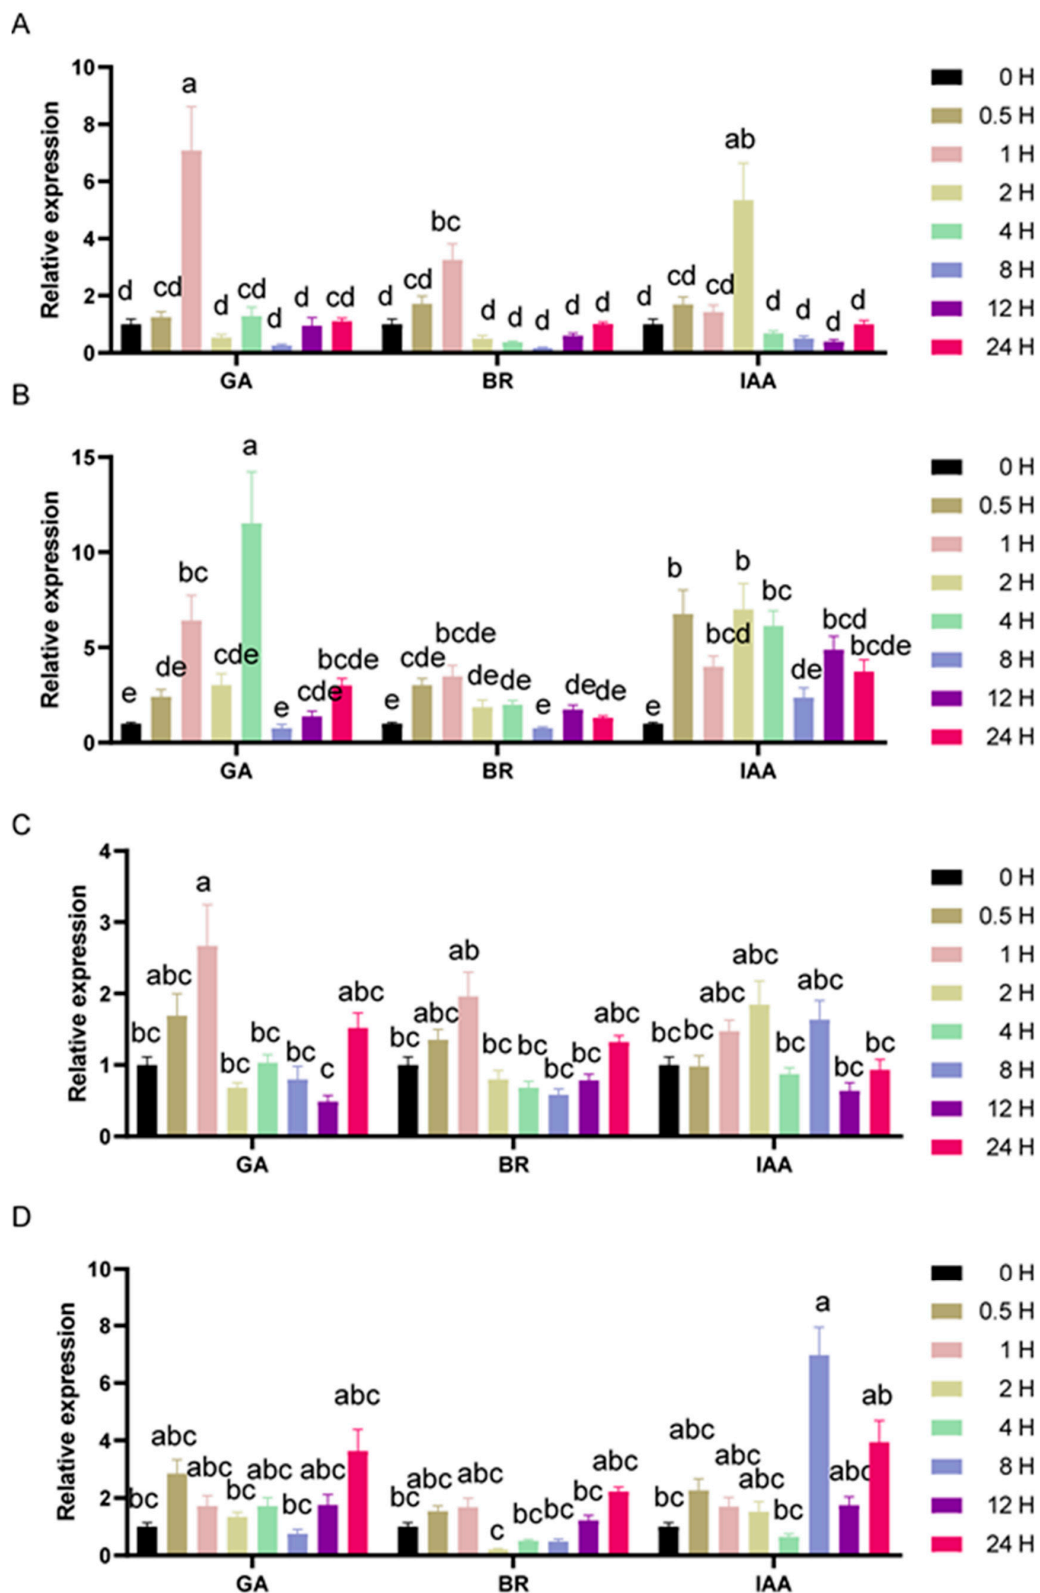 A
Relative expression
10
8
6
4
2
0
d cd a d cd d d cd
d cd bc d d d d d
d cd cd ab d d d d
GA BR IAA
0 H
0.5 H
1 H
2 H
4 H
8 H
12 H
24 H
B
Relative expression
15
10
5
0
e de bc cde a e cde bcde
e cde bcde de de e de de
e b bcd b bc de bcd bcde
GA BR IAA
0 H
0.5 H
1 H
2 H
4 H
8 H
12 H
24 H
C
Relative expression
4
3
2
1
0
bc abc a bc bc bc c abc
bc abc ab bc bc bc bc abc
bc bc abc abc bc abc bc bc
GA BR IAA
0 H
0.5 H
1 H
2 H
4 H
8 H
12 H
24 H
D
Relative expression
10
8
6
4
2
0
bc abc abc bc abc bc abc abc
bc abc abc c bc bc bc abc
bc abc abc abc bc a abc ab
GA BR IAA
0 H
0.5 H
1 H
2 H
4 H
8 H
12 H
24 H